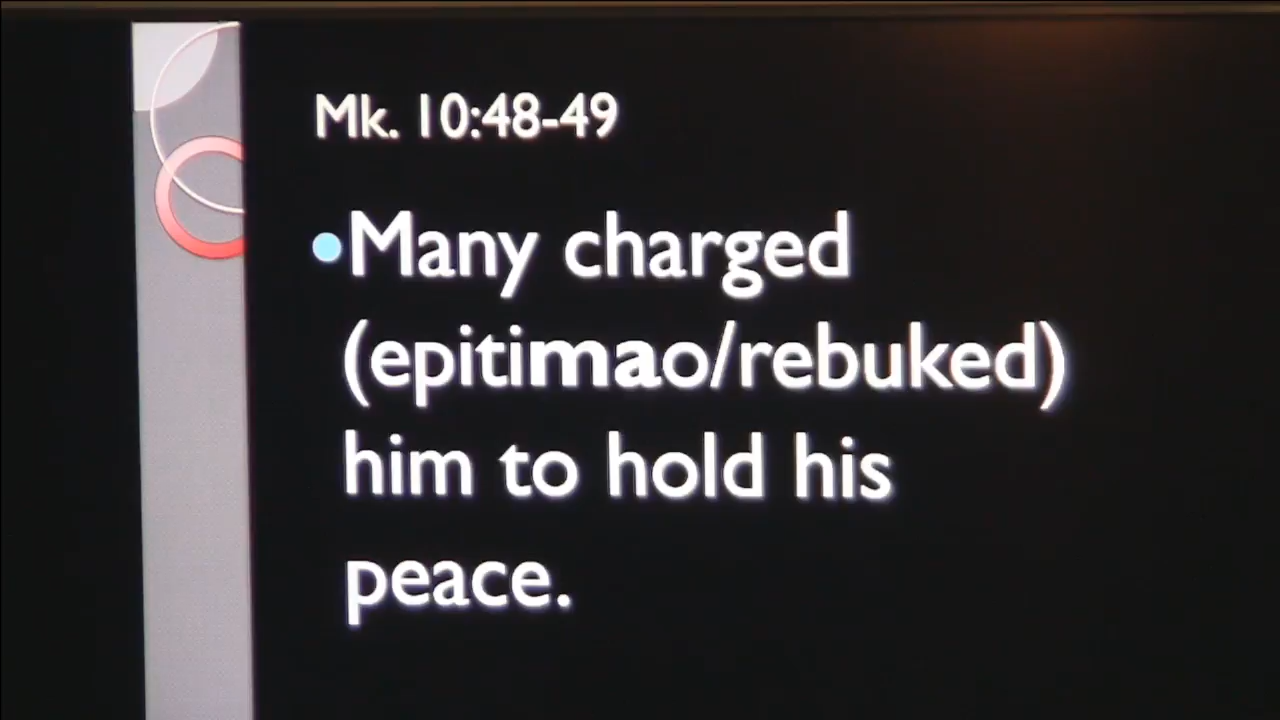 Mk. 10:48-49
•Many charged
(epitimao/rebuked)
him to hold his
peace.